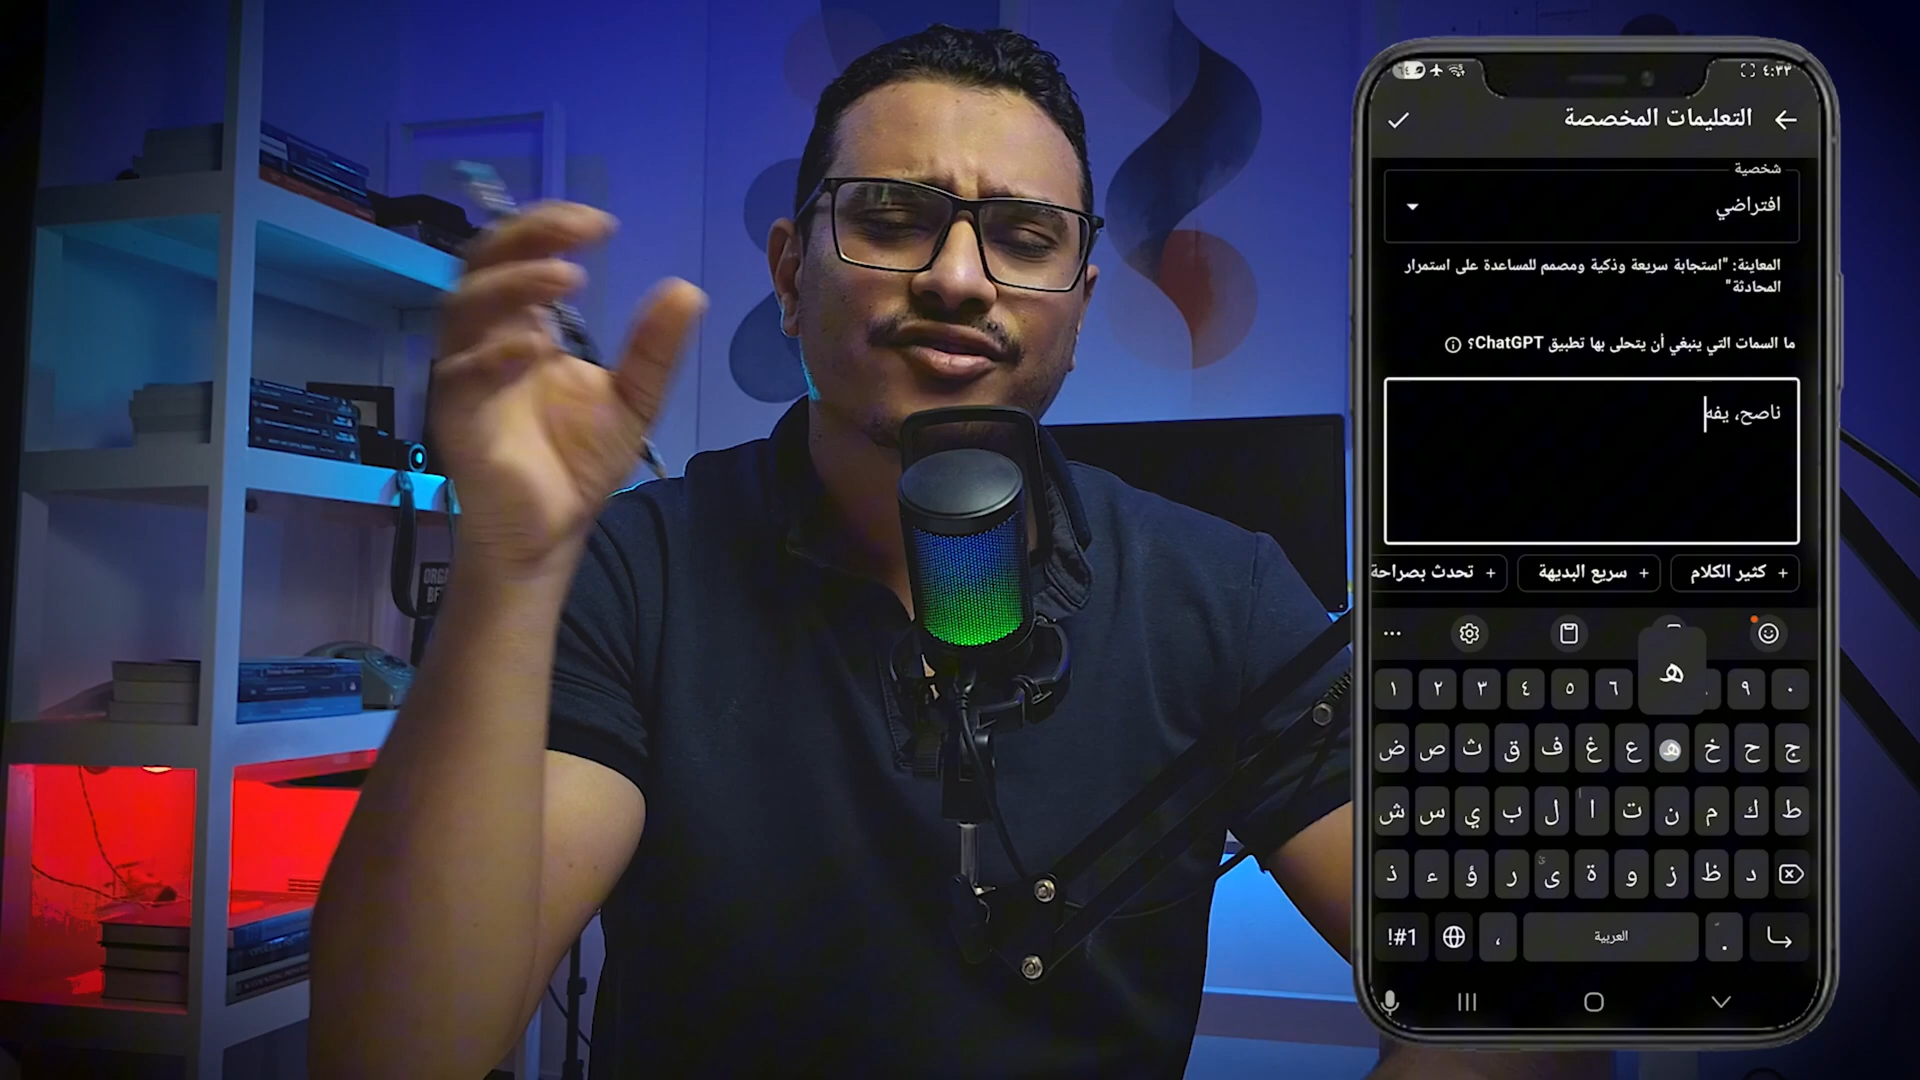 ٤:٣٣
التعليمات المخصصة
شخصية
افتراضي
المعاينة: "استجابة سريعة وذكية ومصمم للمساعدة على استمرار
المحادثة"
ما السمات التي ينبغي أن يتحلى بها تطبيق ChatGPT؟
ناصح، يفه
+ كثير الكلام
+ سريع البديهة
+ تحدث بصراحة
ه
١ ٢ ٣ ٤ ٥ ٦ ٩ ٠
ض ص ث ق ف غ ع ه خ ح ج
ش س ي ب ل ا ت ن م ك ط
ذ ء ؤ ر ى ة و ز ظ د
!#1 ، العربية .